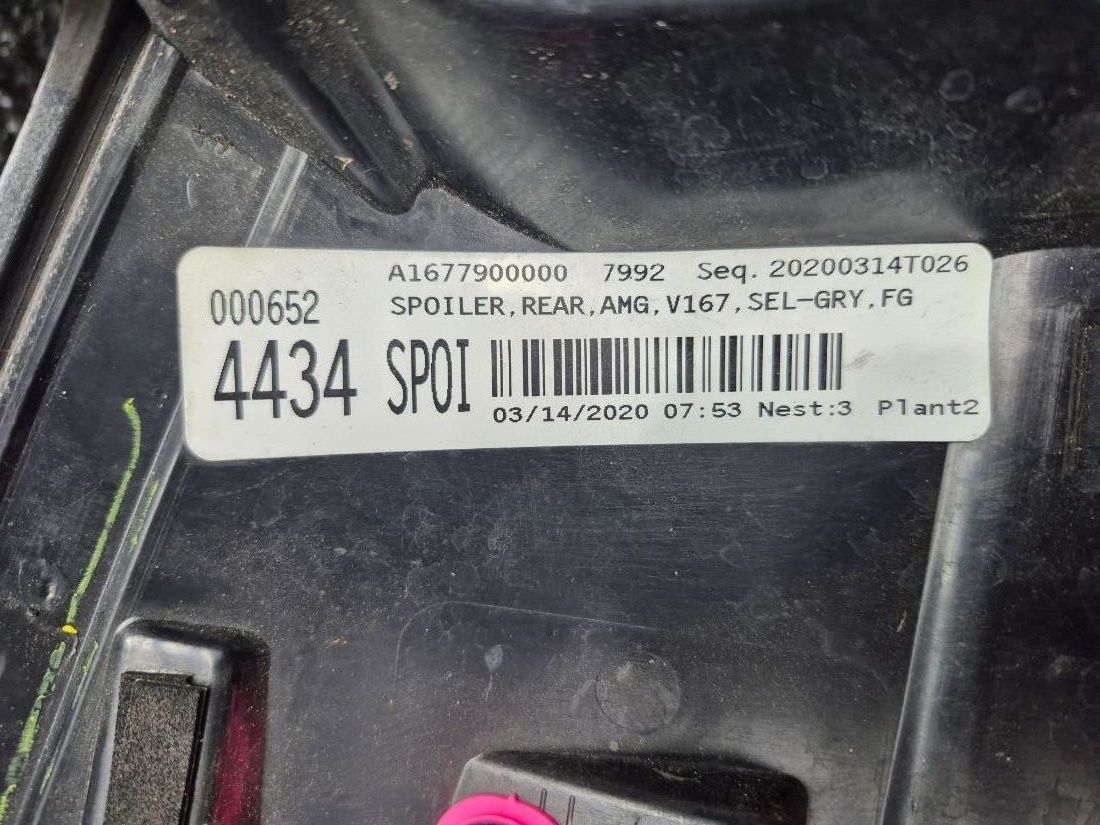 A1677900000 7992 Seq. 20200314T026
000652 SPOILER,REAR,AMG,V167,SEL-GRY,FG
4434 SPOI
03/14/2020 07:53 Nest:3 Plant2